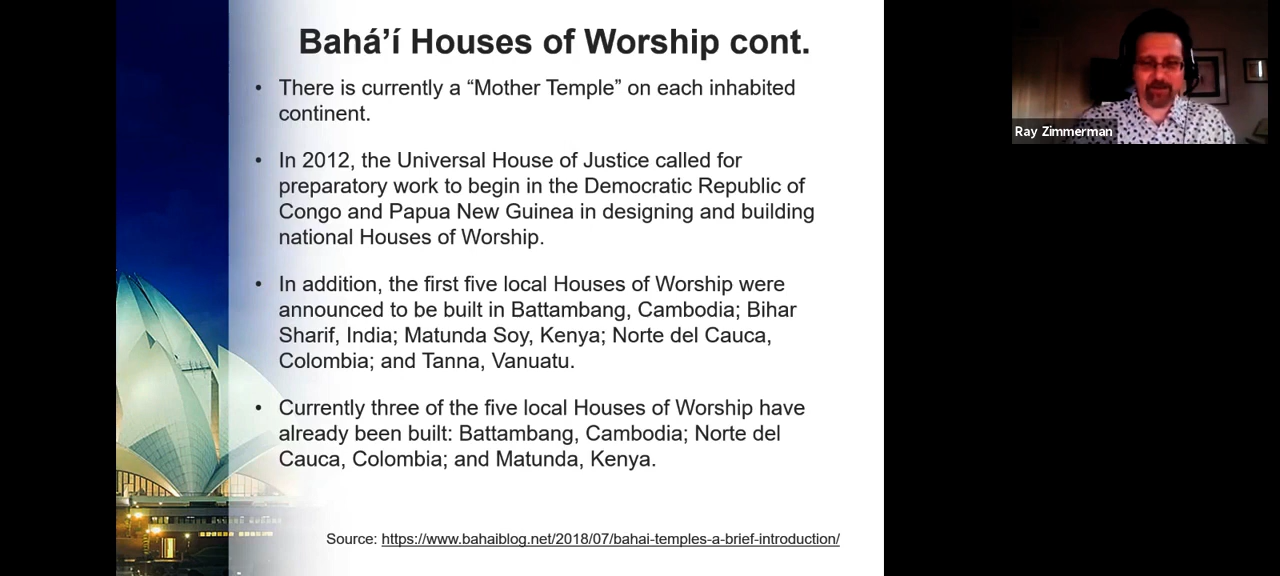 Bahá’í Houses of Worship cont.
• There is currently a “Mother Temple” on each inhabited
continent.
• In 2012, the Universal House of Justice called for
preparatory work to begin in the Democratic Republic of
Congo and Papua New Guinea in designing and building
national Houses of Worship.
• In addition, the first five local Houses of Worship were
announced to be built in Battambang, Cambodia; Bihar
Sharif, India; Matunda Soy, Kenya; Norte del Cauca,
Colombia; and Tanna, Vanuatu.
• Currently three of the five local Houses of Worship have
already been built: Battambang, Cambodia; Norte del
Cauca, Colombia; and Matunda, Kenya.
Source: https://www.bahaiblog.net/2018/07/bahai-temples-a-brief-introduction/
Ray Zimmerman